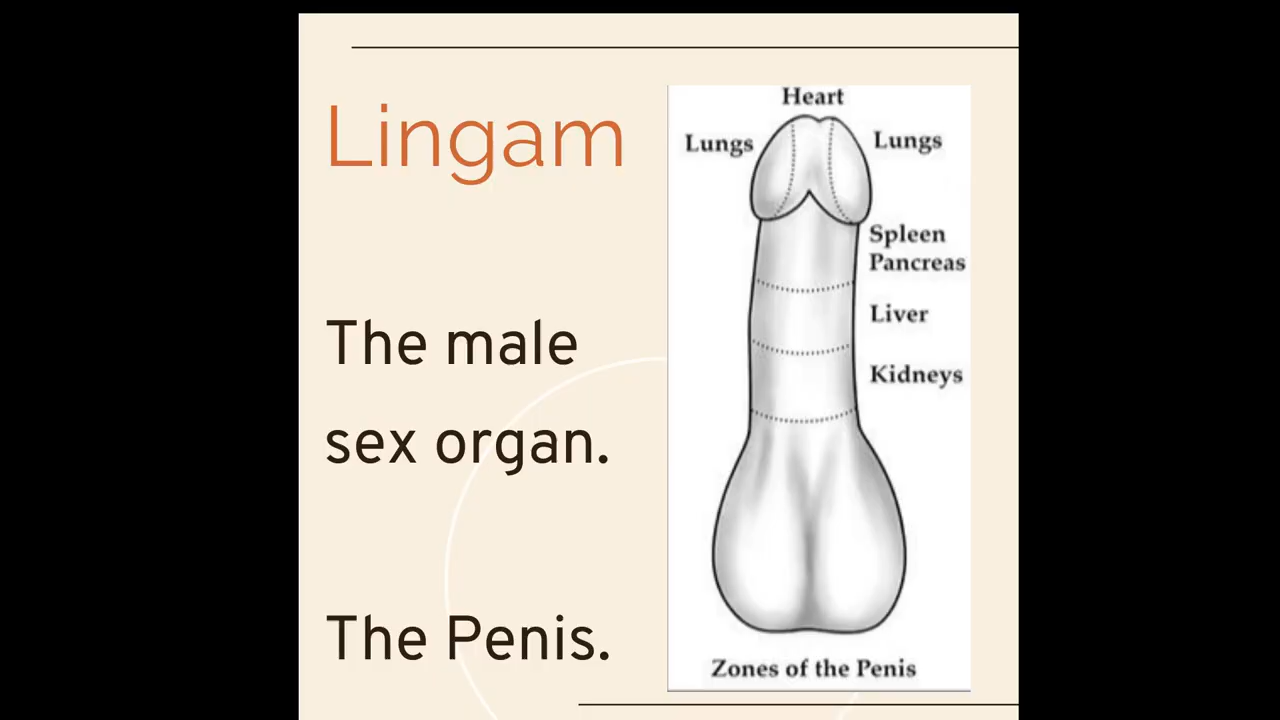 Lingam
The male
sex organ.
The Penis.
Heart
Lungs
Lungs
Spleen
Pancreas
Liver
Kidneys
Zones of the Penis